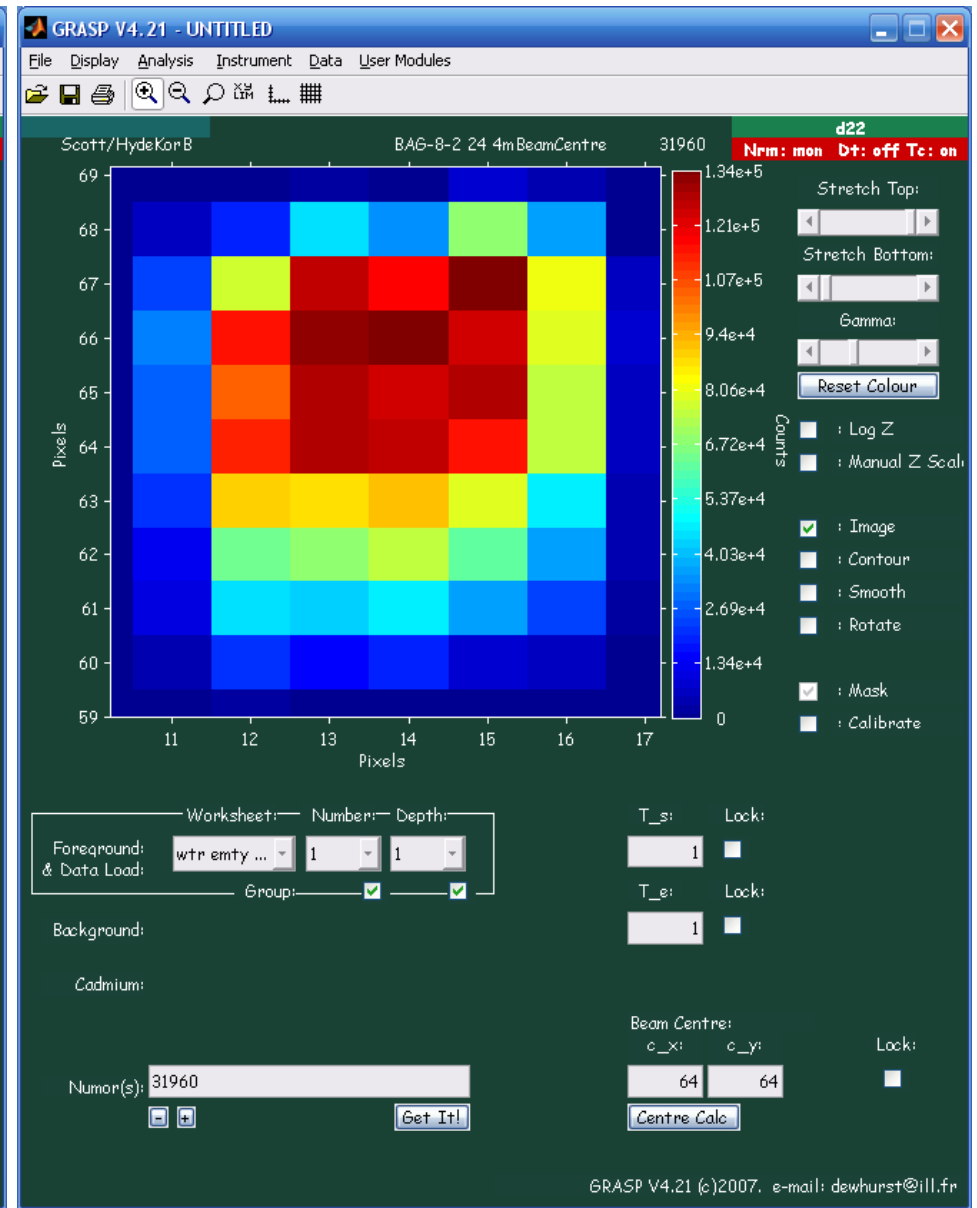 GRASP V4.21 - UNTITLED
File Display Analysis Instrument Data User Modules
XY LIM
d22
Scott/HydeKorB BAG-8-2 24 4mBeamCentre 31960
Nrm: mon Dt: off Tc: on
69
68
67
66
65
64
63
62
61
60
59
Pixels
11 12 13 14 15 16 17
Pixels
1.34e+5
1.21e+5
1.07e+5
9.4e+4
8.06e+4
6.72e+4
5.37e+4
4.03e+4
2.69e+4
1.34e+4
0
Counts
Stretch Top:
Stretch Bottom:
Gamma:
Reset Colour
: Log Z
: Manual Z Scale
: Image
: Contour
: Smooth
: Rotate
: Mask
: Calibrate
Worksheet: Number: Depth:
Foreground:
& Data Load:
wtr emty ... 1 1
Group:
Background:
Cadmium:
T_s: Lock:
1
T_e: Lock:
1
Beam Centre:
c_x: c_y: Lock:
64 64
Centre Calc
Numor(s): 31960
- + Get It!
GRASP V4.21 (c)2007. e-mail: dewhurst@ill.fr